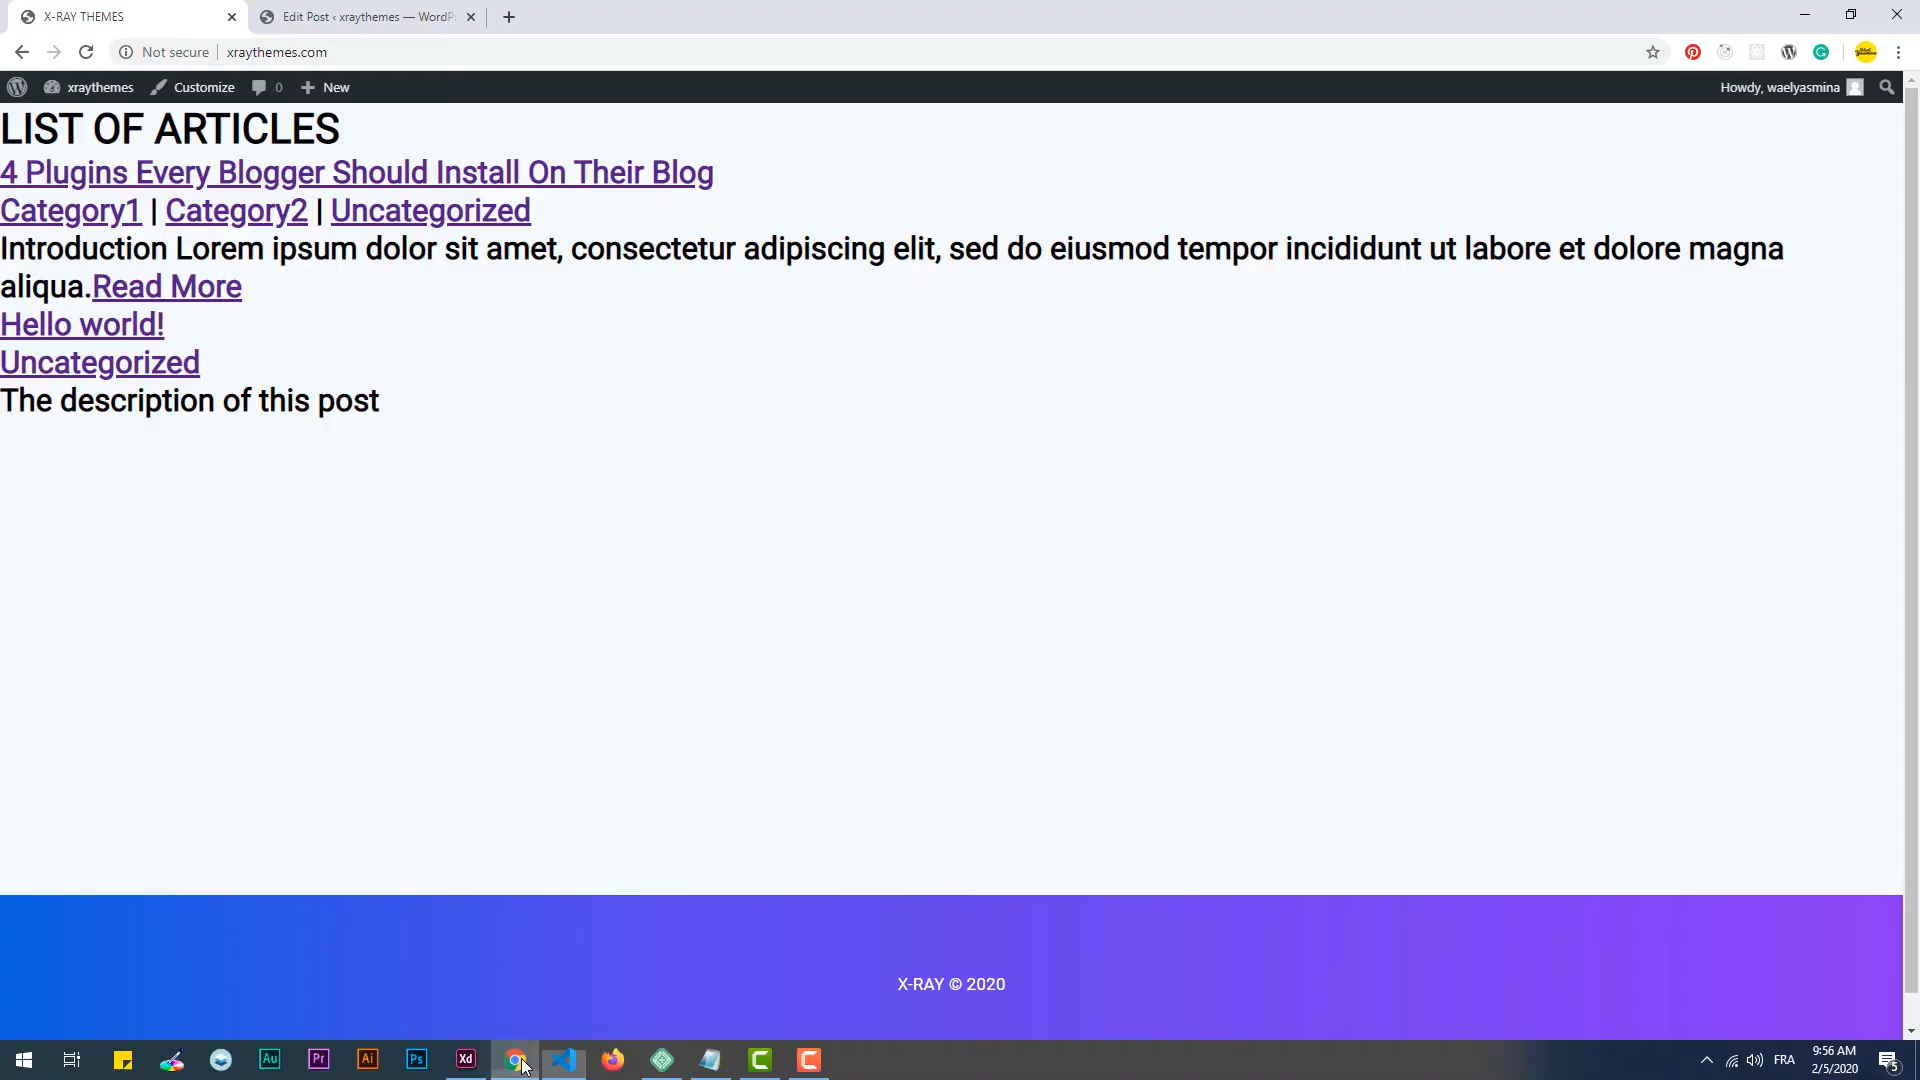 X-RAY THEMES
Edit Post ‹ xraythemes — WordP
Not secure
xraythemes.com
xraythemes
Customize
0
New
Howdy, waelyasmina
LIST OF ARTICLES
4 Plugins Every Blogger Should Install On Their Blog
Category1 | Category2 | Uncategorized
Introduction Lorem ipsum dolor sit amet, consectetur adipiscing elit, sed do eiusmod tempor incididunt ut labore et dolore magna
aliqua.Read More
Hello world!
Uncategorized
The description of this post
X-RAY © 2020
Au
Pr
Ai
Ps
Xd
FRA
9:56 AM
2/5/2020
5